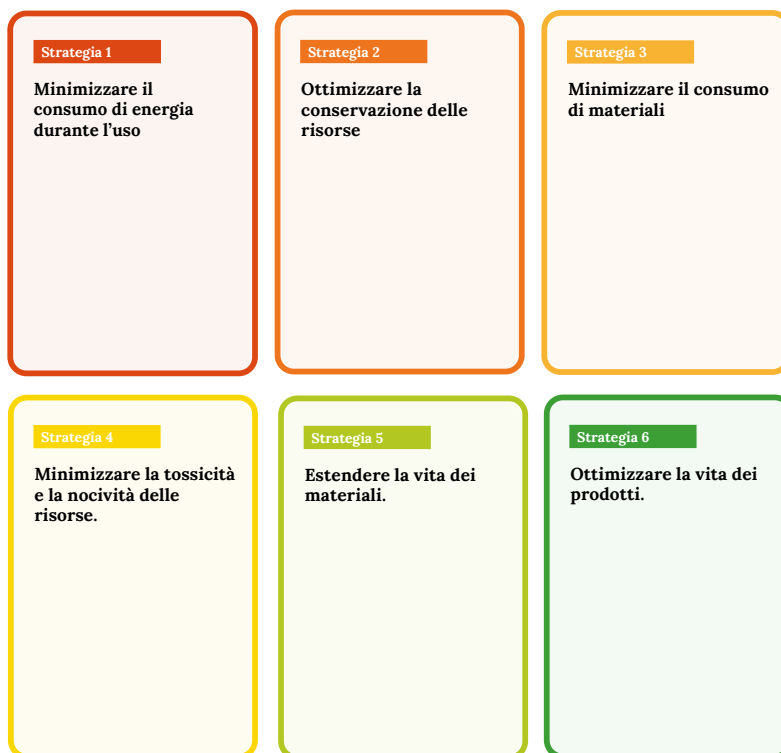 Strategia 1
Minimizzare il
consumo di energia
durante l'uso
Strategia 2
Ottimizzare la
conservazione delle
risorse
Strategia 3
Minimizzare il consumo
di materiali
Strategia 4
Minimizzare la tossicità
e la nocività delle
risorse.
Strategia 5
Estendere la vita dei
materiali.
Strategia 6
Ottimizzare la vita dei
prodotti.